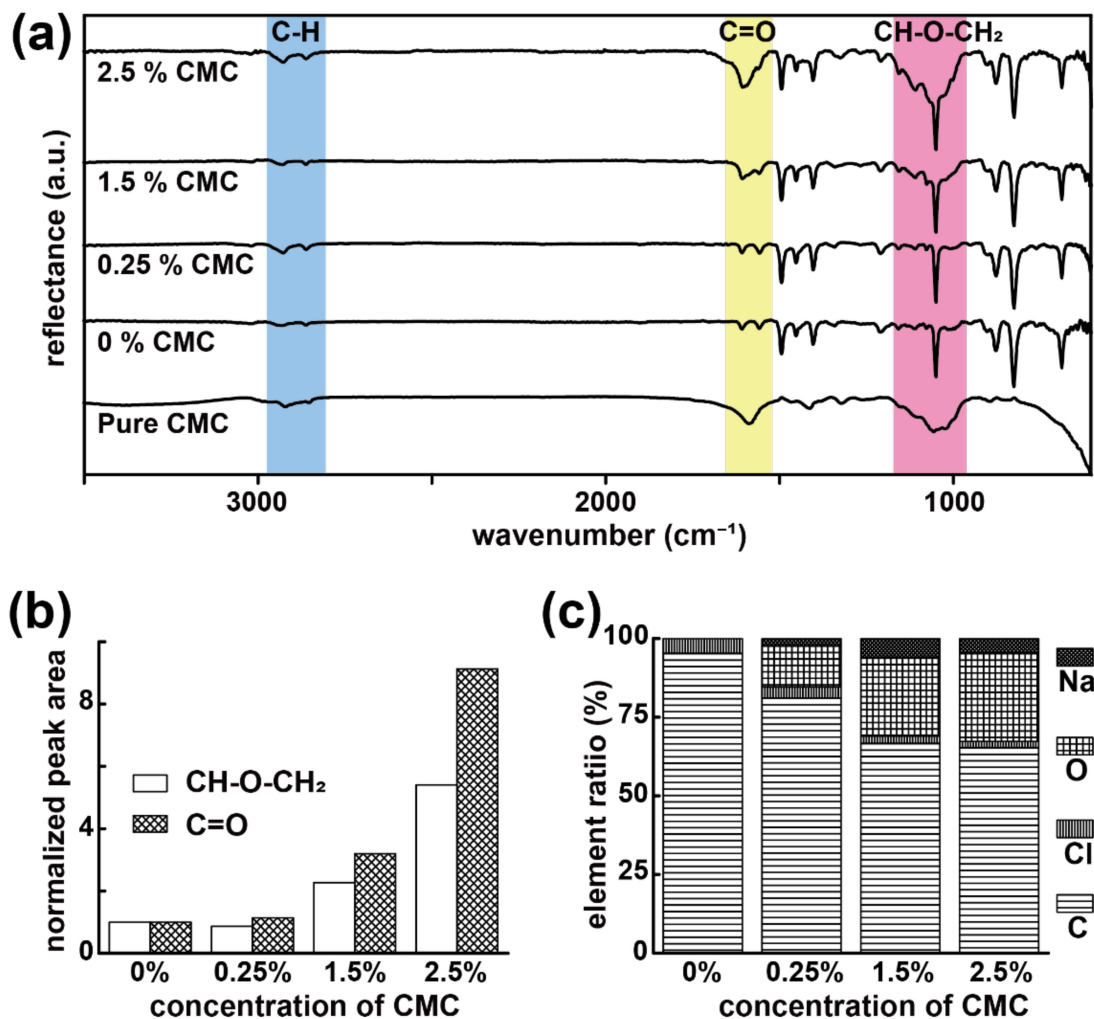 (a)
C-H
C=O
CH-O-CH₂
2.5 % CMC
1.5 % CMC
0.25 % CMC
0 % CMC
Pure CMC
reflectance (a.u.)
3000
2000
1000
wavenumber (cm⁻¹)
(b)
8
4
0
normalized peak area
CH-O-CH₂
C=O
0%
0.25%
1.5%
2.5%
concentration of CMC
(c)
100
75
50
25
0
element ratiio (%)
Na
O
Cl
C
0%
0.25%
1.5%
2.5%
concentration of CMC